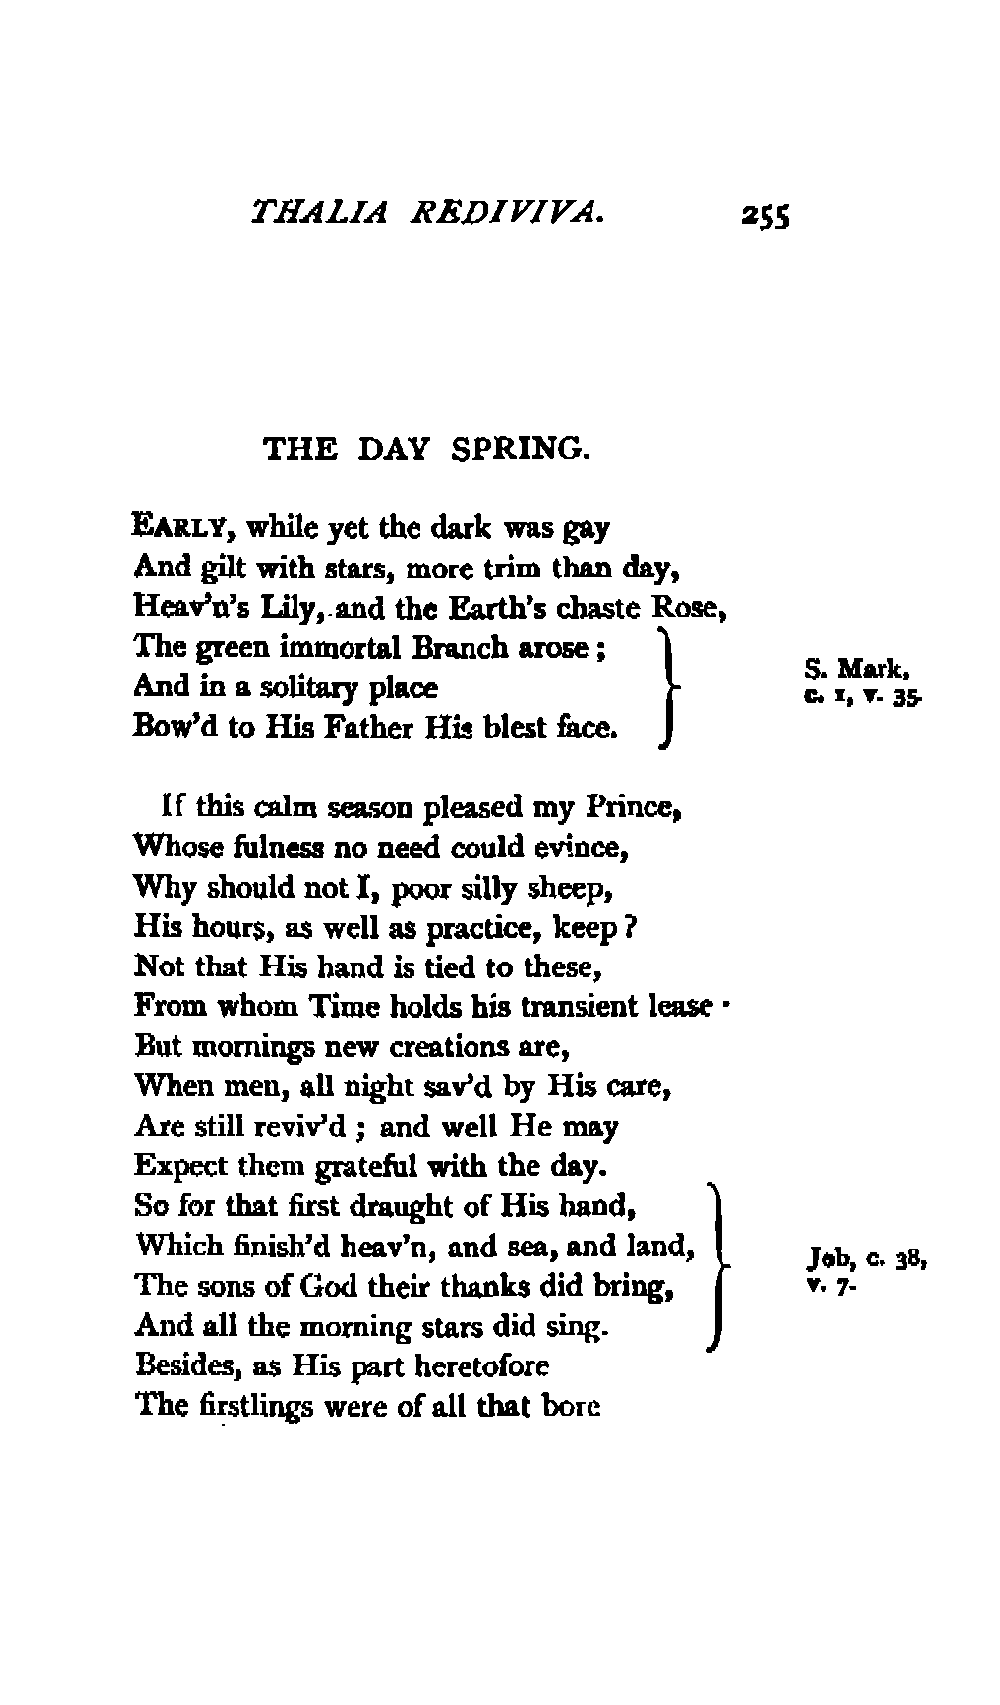 THALIA REDIVIVA. 255
THE DAY SPRING.
EARLY, while yet the dark was gay
And gilt with stars, more trim than day,
Heav'n's Lily, and the Earth's chaste Rose,
The green immortal Branch arose ;
And in a solitary place
Bow'd to His Father His blest face.
S. Mark,
c. 1, v. 35.
If this calm season pleased my Prince,
Whose fulness no need could evince,
Why should not I, poor silly sheep,
His hours, as well as practice, keep ?
Not that His hand is tied to these,
From whom Time holds his transient lease ·
But mornings new creations are,
When men, all night sav'd by His care,
Are still reviv'd ; and well He may
Expect them grateful with the day.
So for that first draught of His hand,
Which finish'd heav'n, and sea, and land,
The sons of God their thanks did bring,
And all the morning stars did sing.
Job, c. 38,
v. 7.
Besides, as His part heretofore
The firstlings were of all that bore